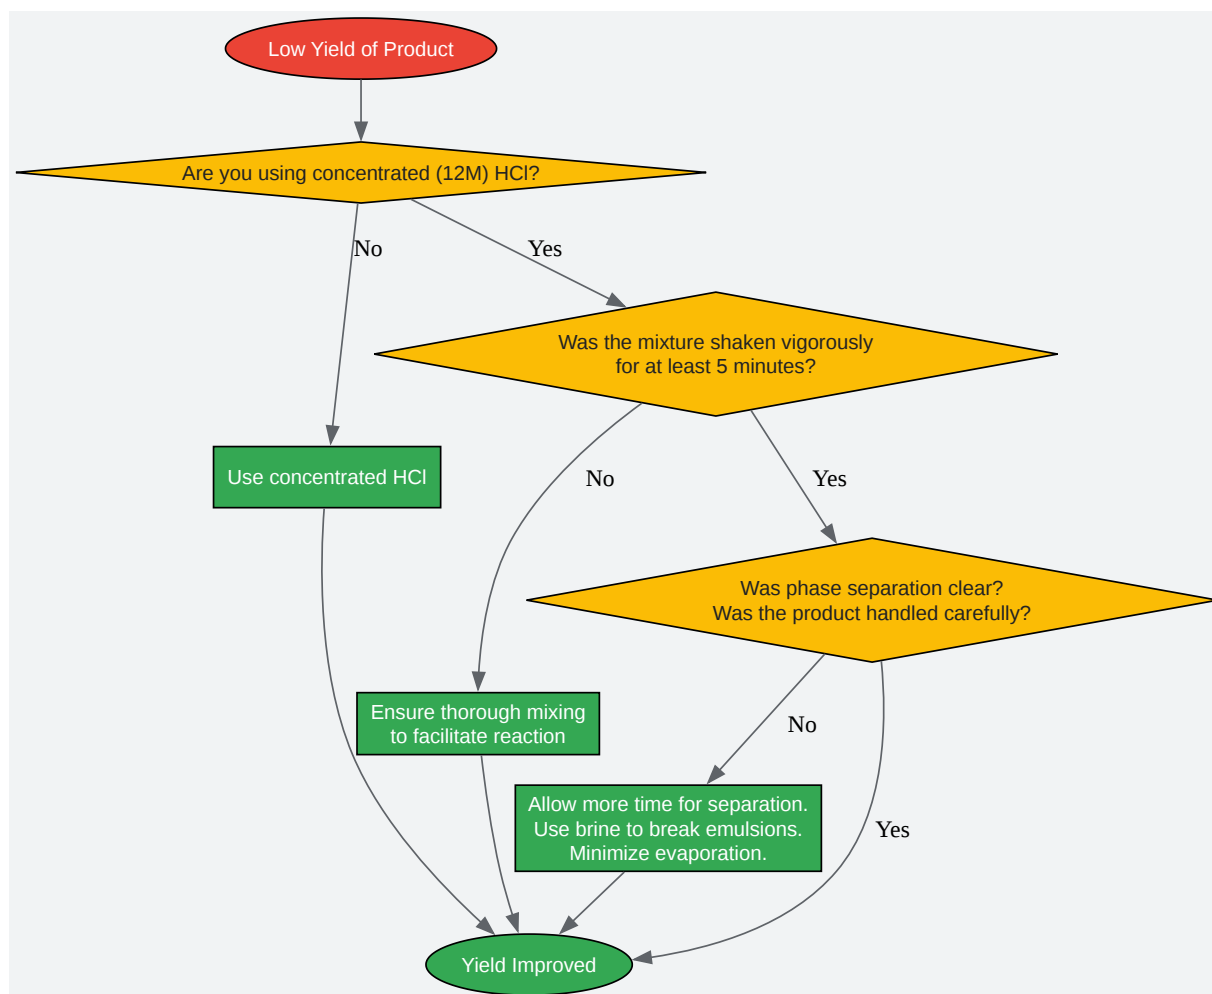 Low Yield of Product
Are you using concentrated (12M) HCl?
No
Yes
Was the mixture shaken vigorously
for at least 5 minutes?
Use concentrated HCl
No
Yes
Was phase separation clear?
Was the product handled carefully?
Ensure thorough mixing
to facilitate reaction
No
Allow more time for separation.
Use brine to break emulsions.
Minimize evaporation.
Yes
Yield Improved